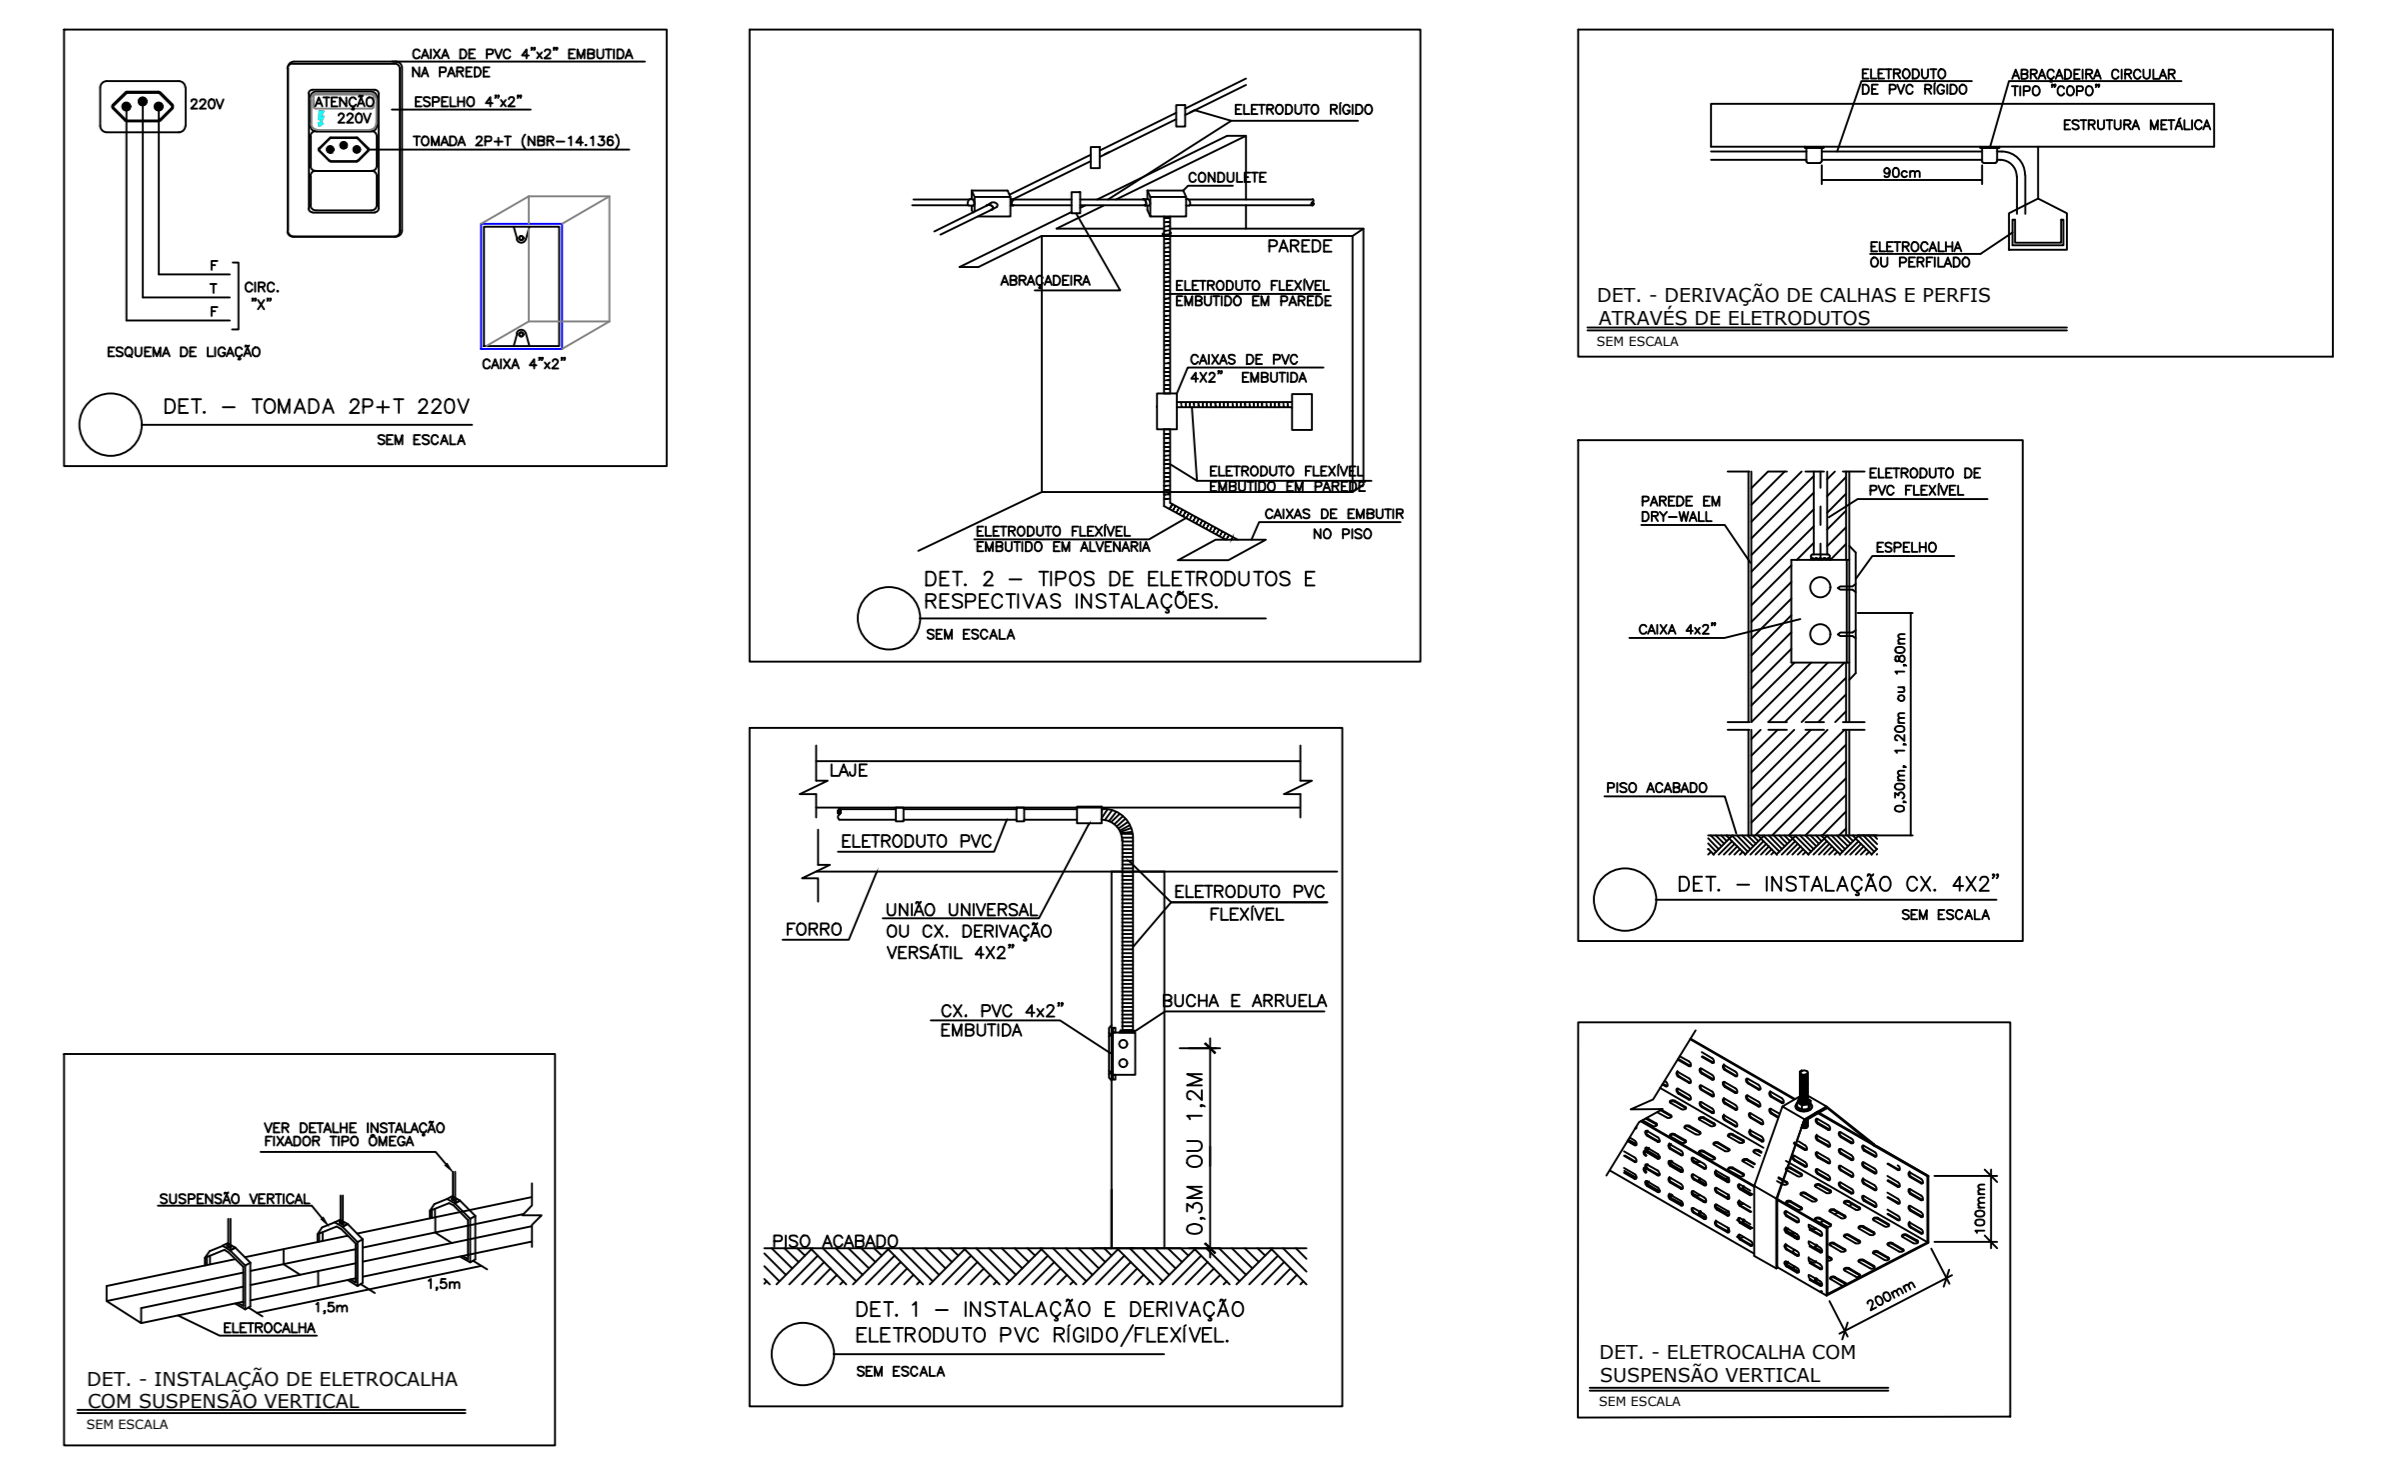 CAIXA DE PVC 4"x2" EMBUTIDA
NA PAREDE
220V
ATENÇÃO
220V
ESPELHO 4"x2"
TOMADA 2P+T (NBR-14.136)
F
T
F
CIRC.
"X"
ESQUEMA DE LIGAÇÃO
CAIXA 4"x2"
DET. - TOMADA 2P+T 220V
SEM ESCALA
ELETRODUTO RÍGIDO
CONDULETE
PAREDE
ABRAÇADEIRA
ELETRODUTO FLEXÍVEL
EMBUTIDO EM PAREDE
CAIXAS DE PVC
4X2" EMBUTIDA
ELETRODUTO FLEXÍVEL
EMBUTIDO EM PAREDE
CAIXAS DE EMBUTIR
NO PISO
ELETRODUTO FLEXÍVEL
EMBUTIDO EM ALVENARIA
DET. 2 - TIPOS DE ELETRODUTOS E
RESPECTIVAS INSTALAÇÕES.
SEM ESCALA
ELETRODUTO
DE PVC RÍGIDO
ABRAÇADEIRA CIRCULAR
TIPO "COPO"
ESTRUTURA METÁLICA
90cm
ELETROCALHA
OU PERFILADO
DET. - DERIVAÇÃO DE CALHAS E PERFIS
ATRAVÉS DE ELETRODUTOS
SEM ESCALA
ELETRODUTO DE
PVC FLEXÍVEL
PAREDE EM
DRY-WALL
ESPELHO
CAIXA 4x2"
0,30m, 1,20m ou 1,80m
PISO ACABADO
DET. - INSTALAÇÃO CX. 4X2"
SEM ESCALA
LAJE
ELETRODUTO PVC
ELETRODUTO PVC
FLEXÍVEL
UNIÃO UNIVERSAL
OU CX. DERIVAÇÃO
VERSÁTIL 4X2"
FORRO
BUCHA E ARRUELA
CX. PVC 4x2"
EMBUTIDA
0,3M OU 1,2M
PISO ACABADO
DET. 1 - INSTALAÇÃO E DERIVAÇÃO
ELETRODUTO PVC RÍGIDO/FLEXÍVEL.
SEM ESCALA
VER DETALHE INSTALAÇÃO
FIXADOR TIPO ÔMEGA
SUSPENSÃO VERTICAL
1,5m
1,5m
ELETROCALHA
DET. - INSTALAÇÃO DE ELETROCALHA
COM SUSPENSÃO VERTICAL
SEM ESCALA
100mm
200mm
DET. - ELETROCALHA COM
SUSPENSÃO VERTICAL
SEM ESCALA